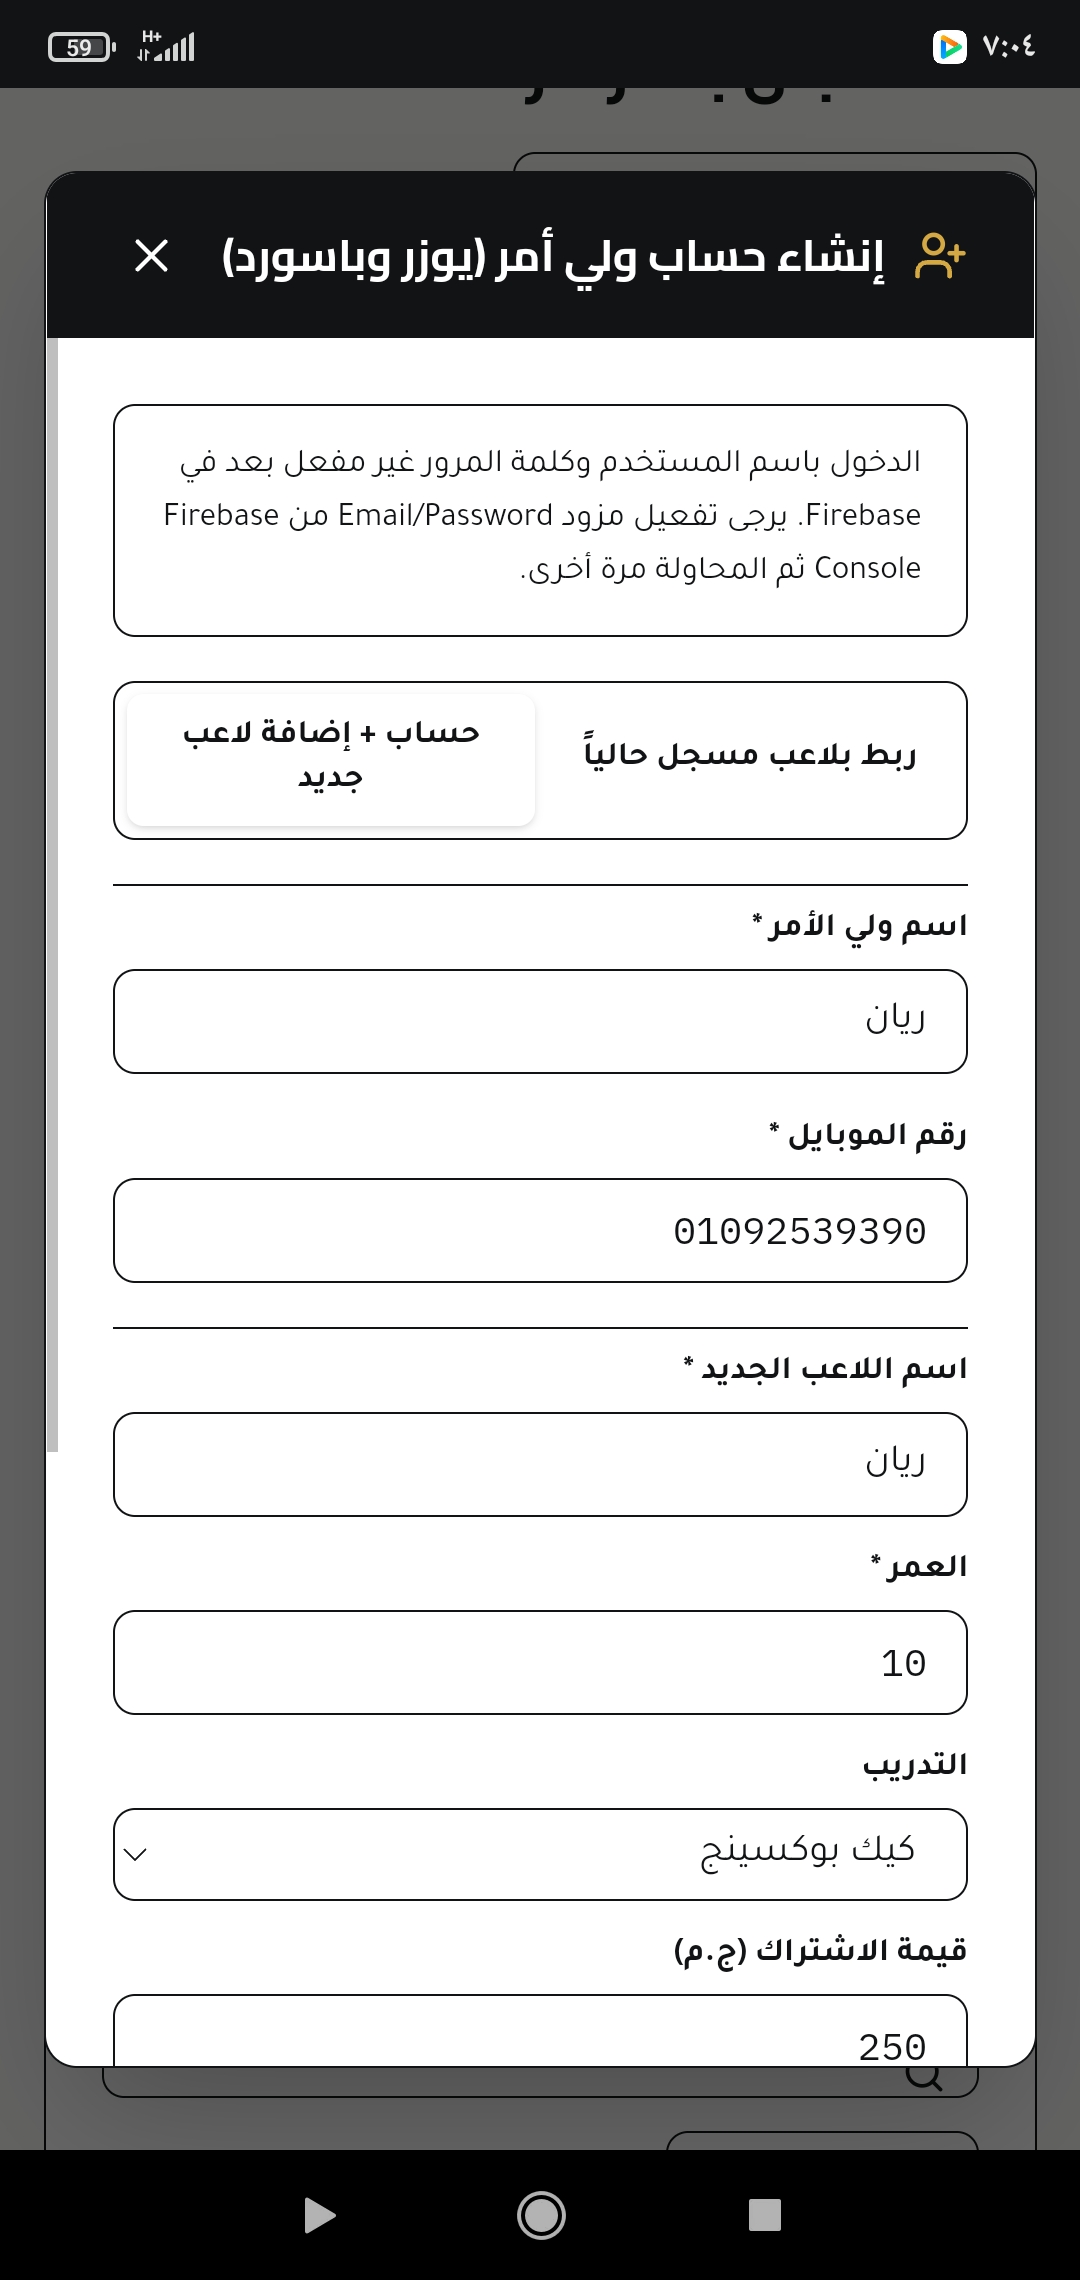 ٧:٠٤
H+
59
إنشاء حساب ولي أمر (يوزر وباسورد)
الدخول باسم المستخدم وكلمة المرور غير مفعل بعد في
Firebase. يرجى تفعيل مزود Email/Password من Firebase
Console ثم المحاولة مرة أخرى.
ربط بلاعب مسجل حالياً
حساب + إضافة لاعب
جديد
اسم ولي الأمر *
ريان
رقم الموبايل *
01092539390
اسم اللاعب الجديد *
ريان
العمر *
10
التدريب
كيك بوكسينج
قيمة الاشتراك (ج.م)
250